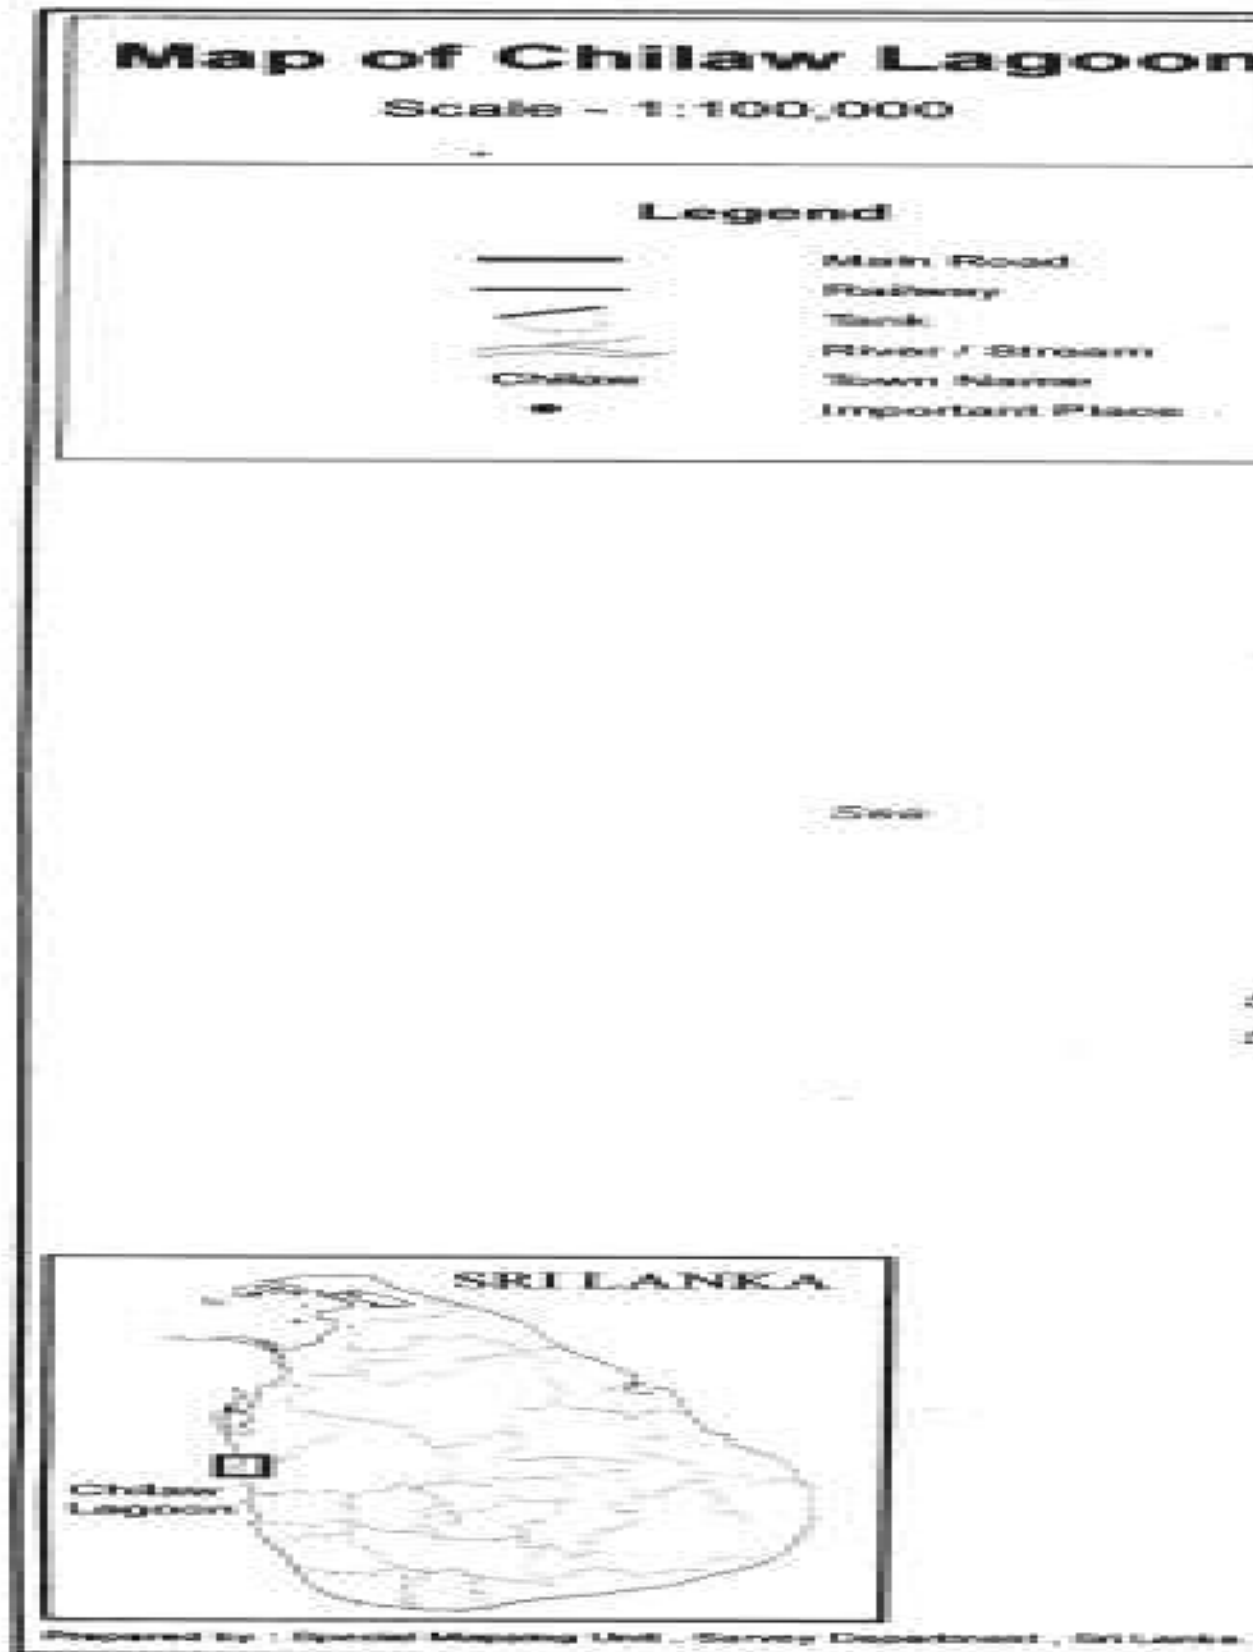 Map of Chilaw Lagoon
Scale - 1:100,000
Legend
Main Road
Railway
Tank
River / Stream
Chilaw Town Name
Important Place
Sea
SRI LANKA
Chilaw
Lagoon
Prepared by : Special Mapping Unit , Survey Department , Sri Lanka